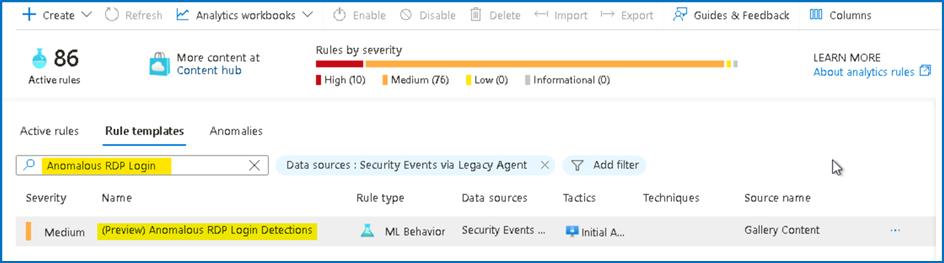 Create Refresh Analytics workbooks Enable Disable Delete Import Export Guides & Feedback Columns
86
Active rules
More content at
Content hub
Rules by severity
High (10) Medium (76) Low (0) Informational (0)
LEARN MORE
About analytics rules
Active rules Rule templates Anomalies
Anomalous RDP Login Data sources : Security Events via Legacy Agent Add filter
Severity Name Rule type Data sources Tactics Techniques Source name
Medium (Preview) Anomalous RDP Login Detections ML Behavior Security Events ... Initial A... Gallery Content ...